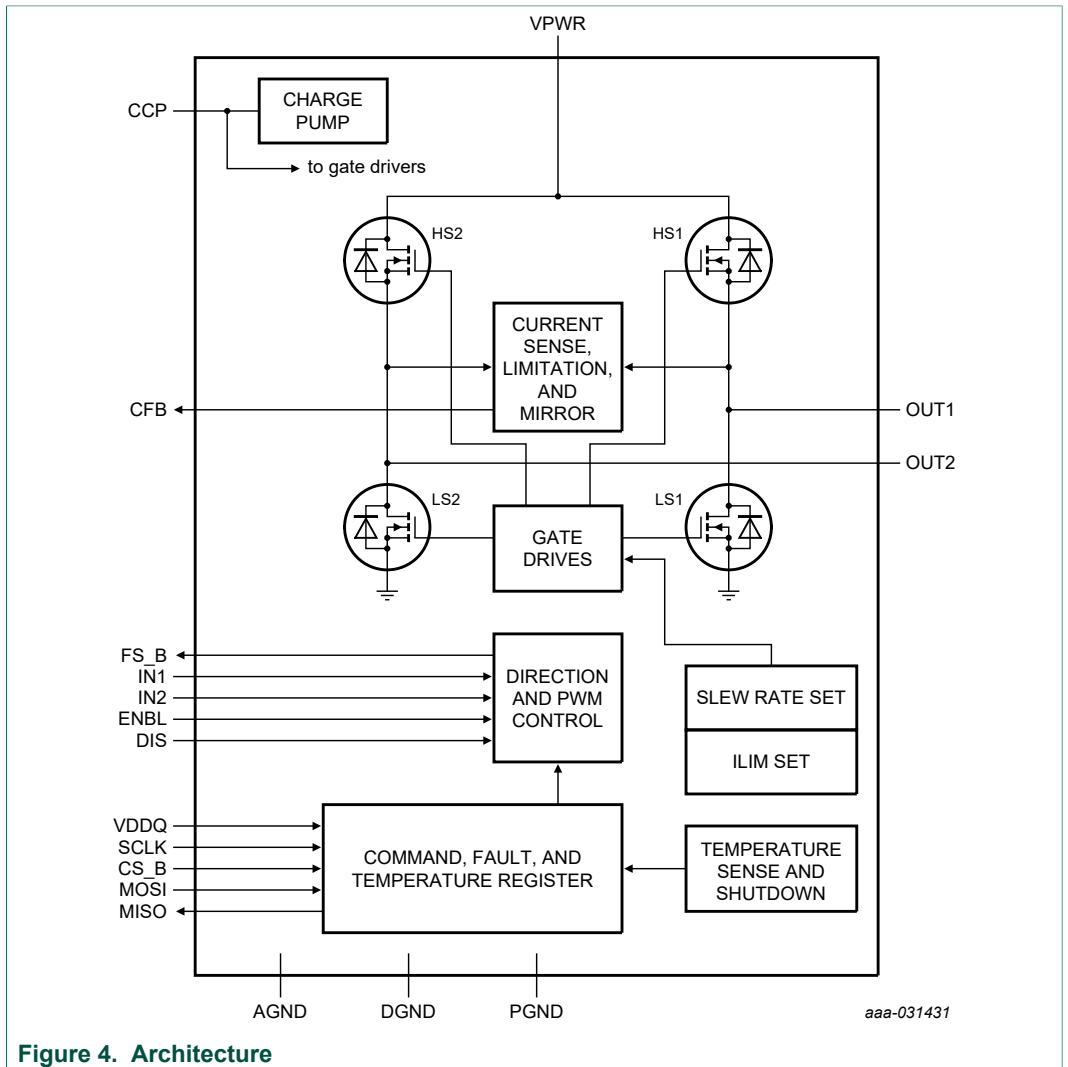 VPWR
CCP
CHARGE
PUMP
to gate drivers
HS2
HS1
CURRENT
SENSE,
LIMITATION,
AND
MIRROR
CFB
OUT1
OUT2
LS2
LS1
GATE
DRIVES
FS_B
IN1
IN2
ENBL
DIS
DIRECTION
AND PWM
CONTROL
SLEW RATE SET
ILIM SET
VDDQ
SCLK
CS_B
MOSI
MISO
COMMAND, FAULT, AND
TEMPERATURE REGISTER
TEMPERATURE
SENSE AND
SHUTDOWN
AGND
DGND
PGND
aaa-031431
Figure 4. Architecture